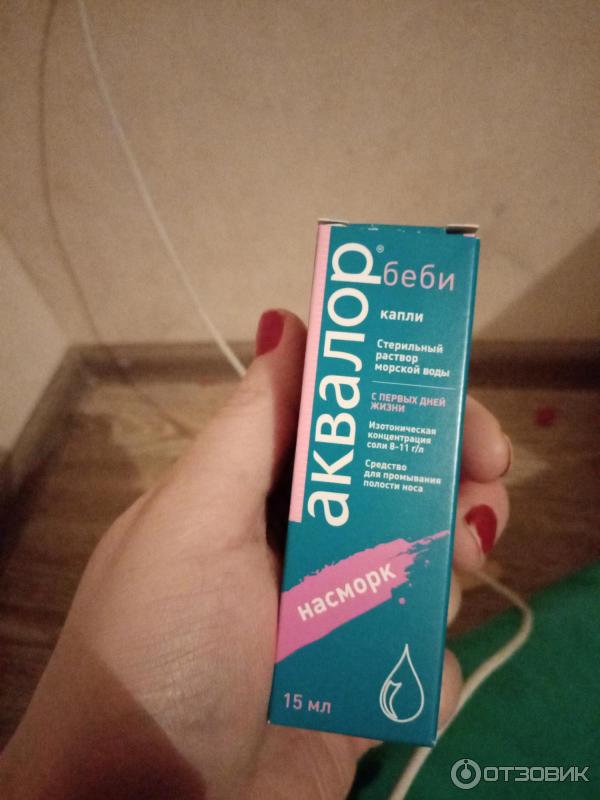 аквалор®
беби
капли
Стерильный
раствор
морской воды
С ПЕРВЫХ ДНЕЙ
ЖИЗНИ
Изотоническая
концентрация
соли 8-11 г/л
Средство
для промывания
полости носа
насморк
15 мл
ОТЗОВИК